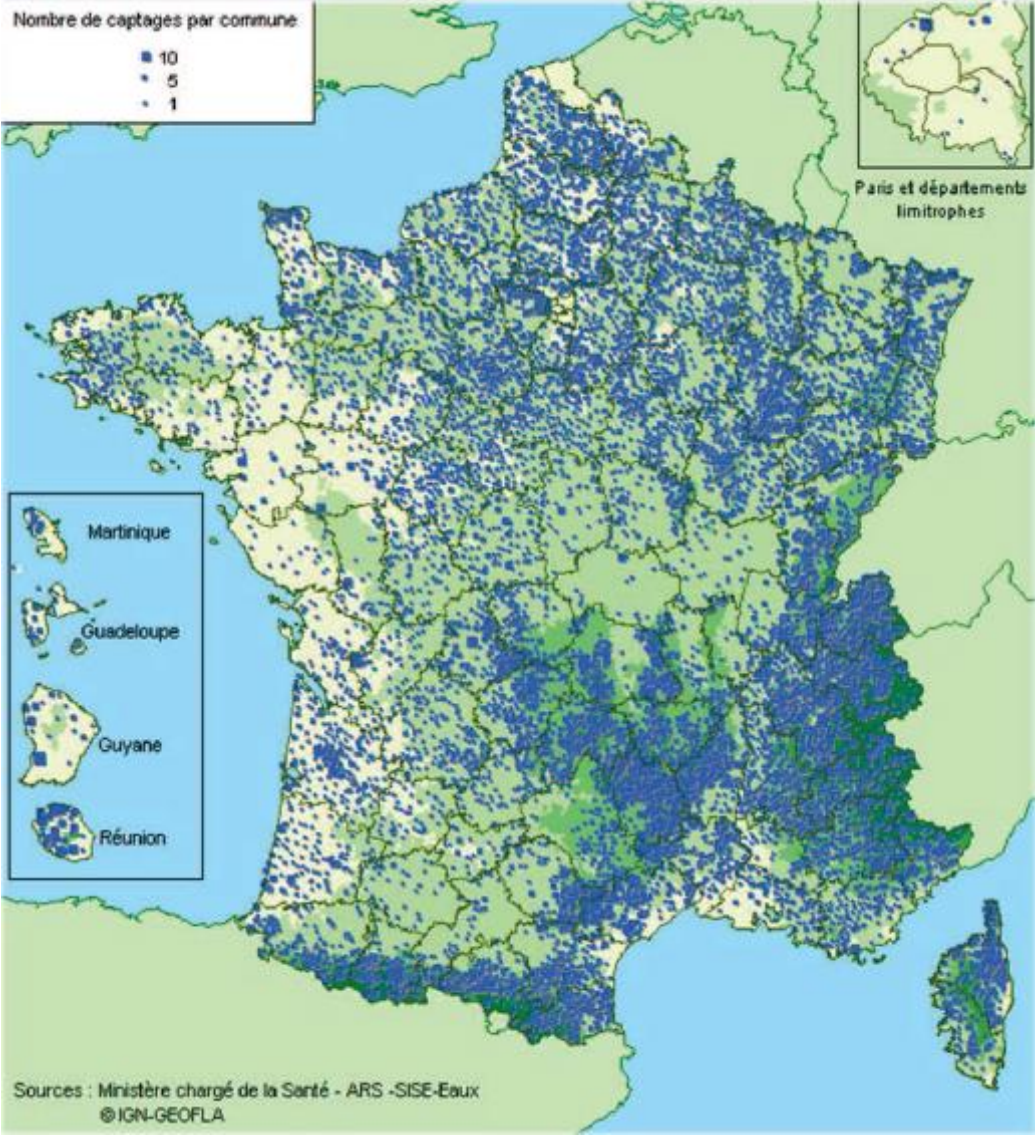 Nombre de captages par commune
10
5
1
Paris et départements
limitrophes
Martinique
Guadeloupe
Guyane
Réunion
Sources : Ministère chargé de la Santé - ARS -SISE-Eaux
©IGN-GEOFLA